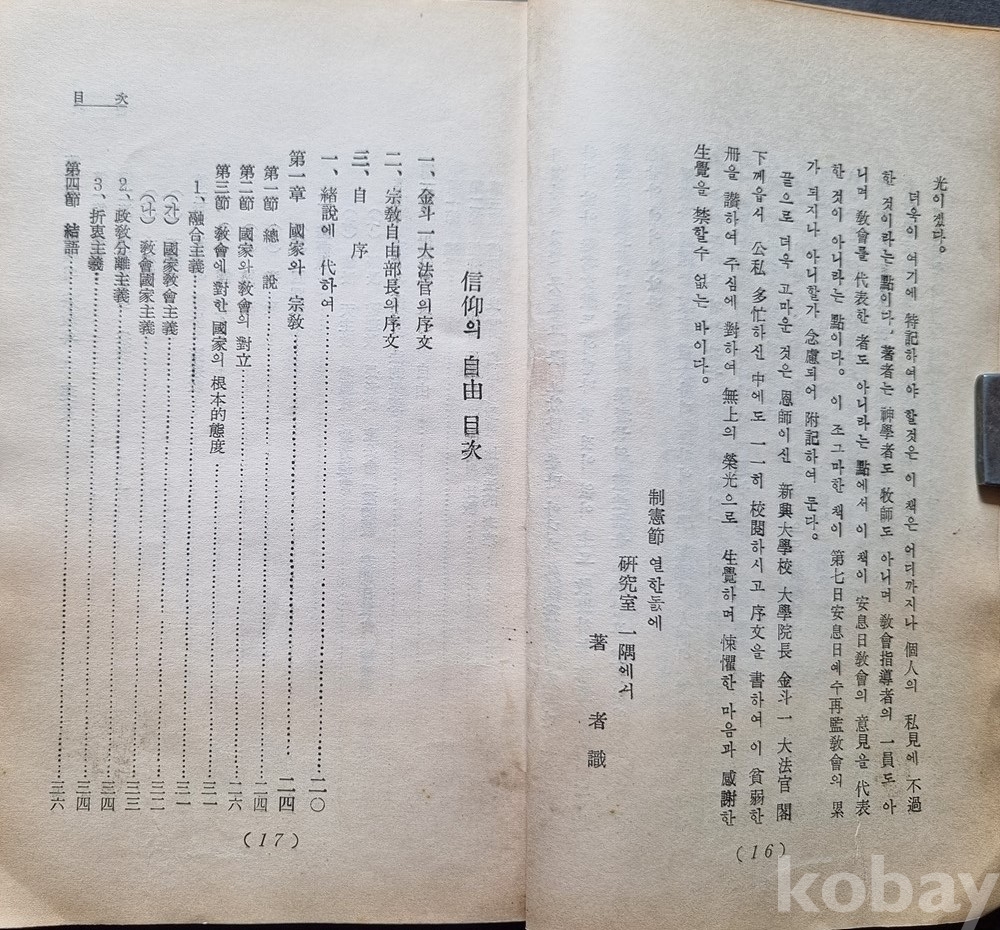 光이겠다。
더욱이 여기에 特記하여야 할것은 이 책은 어디까지나 個人의 私見에 不過
한 것이라는 點이다. 著者는 神學者도 敎師도 아니며 敎會指導者의 一員도 아
니며 敎會를 代表한 者도 아니라는 點에서 이 책이 安息日敎會의 意見을 代表
한 것이 아니라는 點이다。 이 조그마한 책이 第七日安息日예수再臨敎會의 累
가 되지나 아니할가 念慮되어 附記하여 둔다。
끝으로 더욱 고마운 것은 恩師이신 新興大學校 大學院長 金斗一 大法官 閣
下께옵서 公私 多忙하신 中에도 一一히 校閱하시고 序文을 書하여 이 貧弱한
冊을 讚하여 주심에 對하여 無上의 榮光으로 生覺하며 悚懼한 마음과 感謝한
生覺을 禁할수 없는 바이다。
制憲節 열한돐에
硏究室 一隅에서
著者識
(16)
目次
信仰의 自由 目次
一、金斗一大法官의序文
二、宗敎自由部長의序文
三、自序
一、緖說에 代하여……二〇
第一章 國家와 宗敎……二四
第一節 總說……二四
第二節 國家와敎會의 對立……二六
第三節 敎會에 對한 國家의 根本的態度……三一
1、融合主義……三一
(가) 國家敎會主義……三二
(나) 敎會國家主義……三三
2、政敎分離主義……三四
3、折衷主義……三四
第四節 結語……三六
(17)
kobay